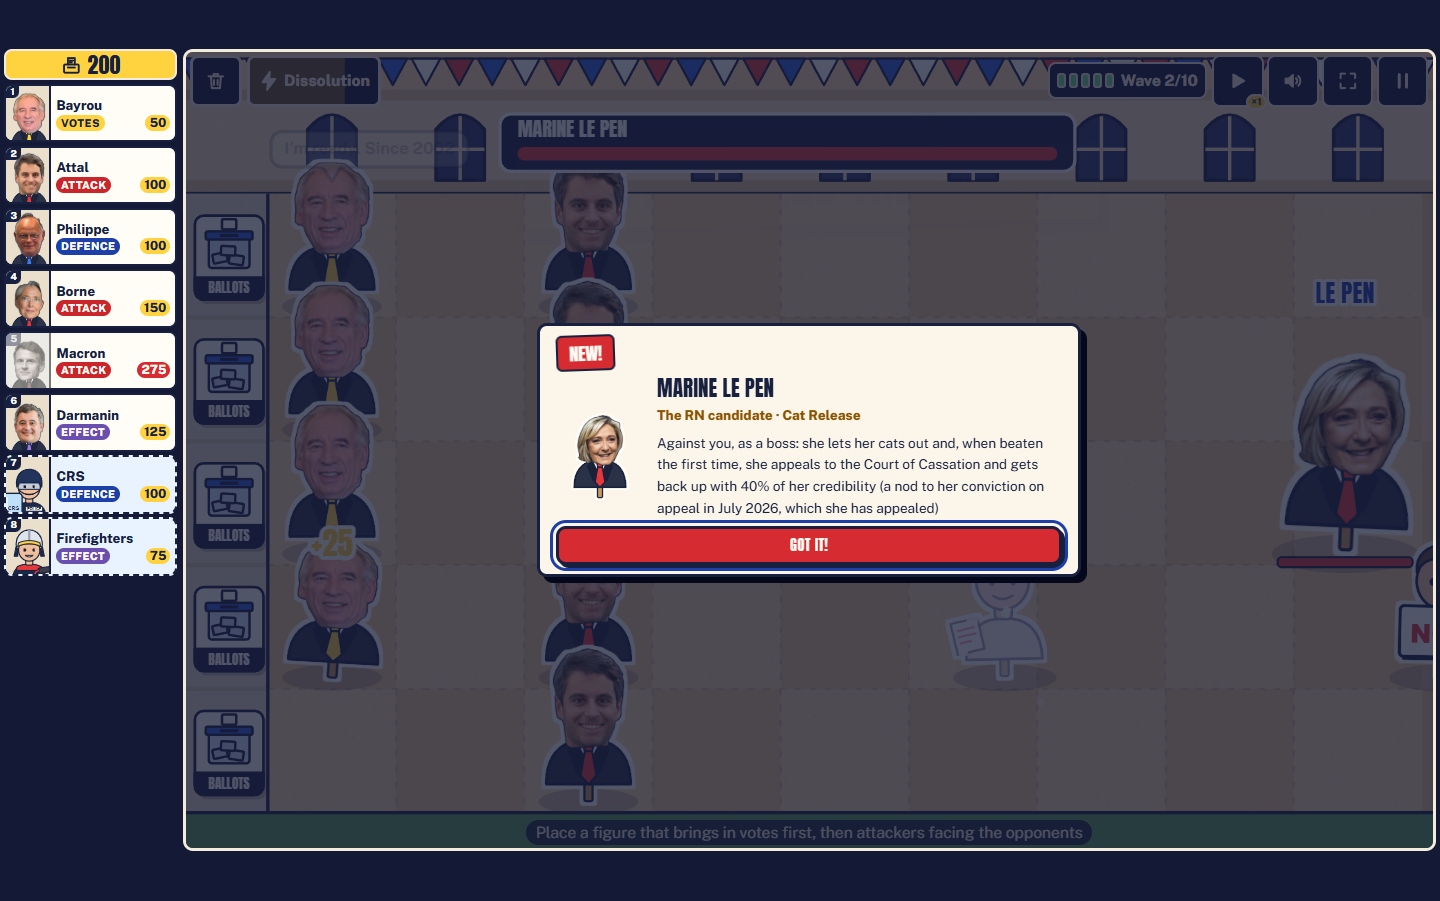 200
1
Bayrou
VOTES 50
2
Attal
ATTACK 100
3
Philippe
DEFENCE 100
4
Borne
ATTACK 150
5
Macron
ATTACK 275
6
Darmanin
EFFECT 125
7
CRS
DEFENCE 100
8
Firefighters
EFFECT 75
Dissolution
Wave 2/10
×1
MARINE LE PEN
Since
BALLOTS
BALLOTS
BALLOTS
BALLOTS
BALLOTS
+25
LE PEN
NEW!
MARINE LE PEN
The RN candidate · Cat Release
Against you, as a boss: she lets her cats out and, when beaten
the first time, she appeals to the Court of Cassation and gets
back up with 40% of her credibility (a nod to her conviction on
appeal in July 2026, which she has appealed)
GOT IT!
Place a figure that brings in votes first, then attackers facing the opponents